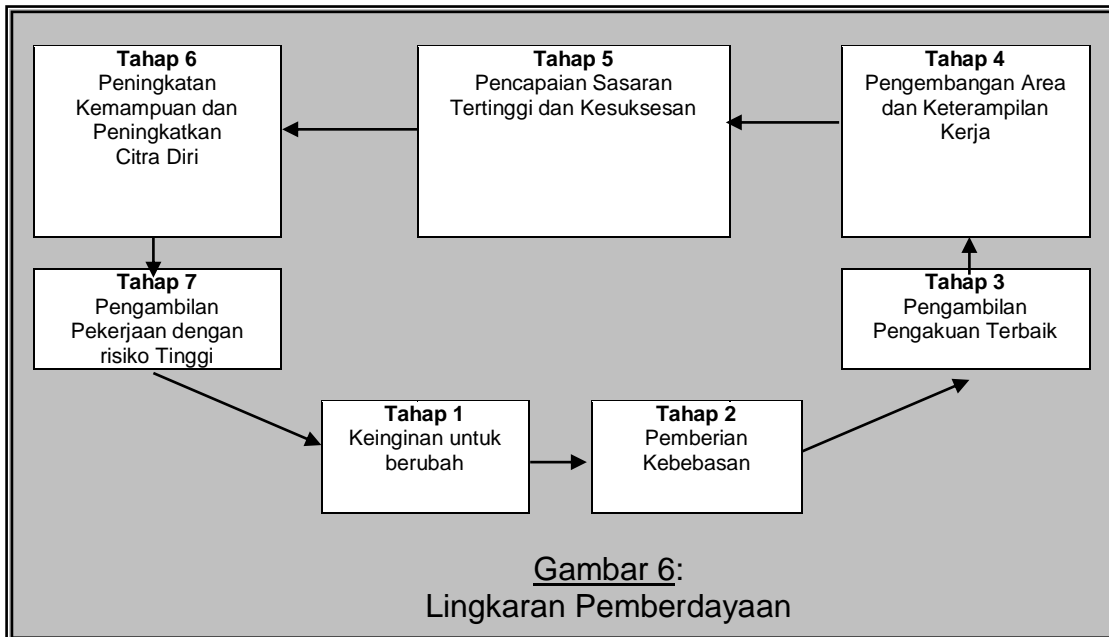 Tahap 6
Peningkatan
Kemampuan dan
Peningkatkan
Citra Diri
Tahap 5
Pencapaian Sasaran
Tertinggi dan Kesuksesan
Tahap 4
Pengembangan Area
dan Keterampilan
Kerja
Tahap 7
Pengambilan
Pekerjaan dengan
risiko Tinggi
Tahap 3
Pengambilan
Pengakuan Terbaik
Tahap 1
Keinginan untuk
berubah
Tahap 2
Pemberian
Kebebasan
Gambar 6:
Lingkaran Pemberdayaan